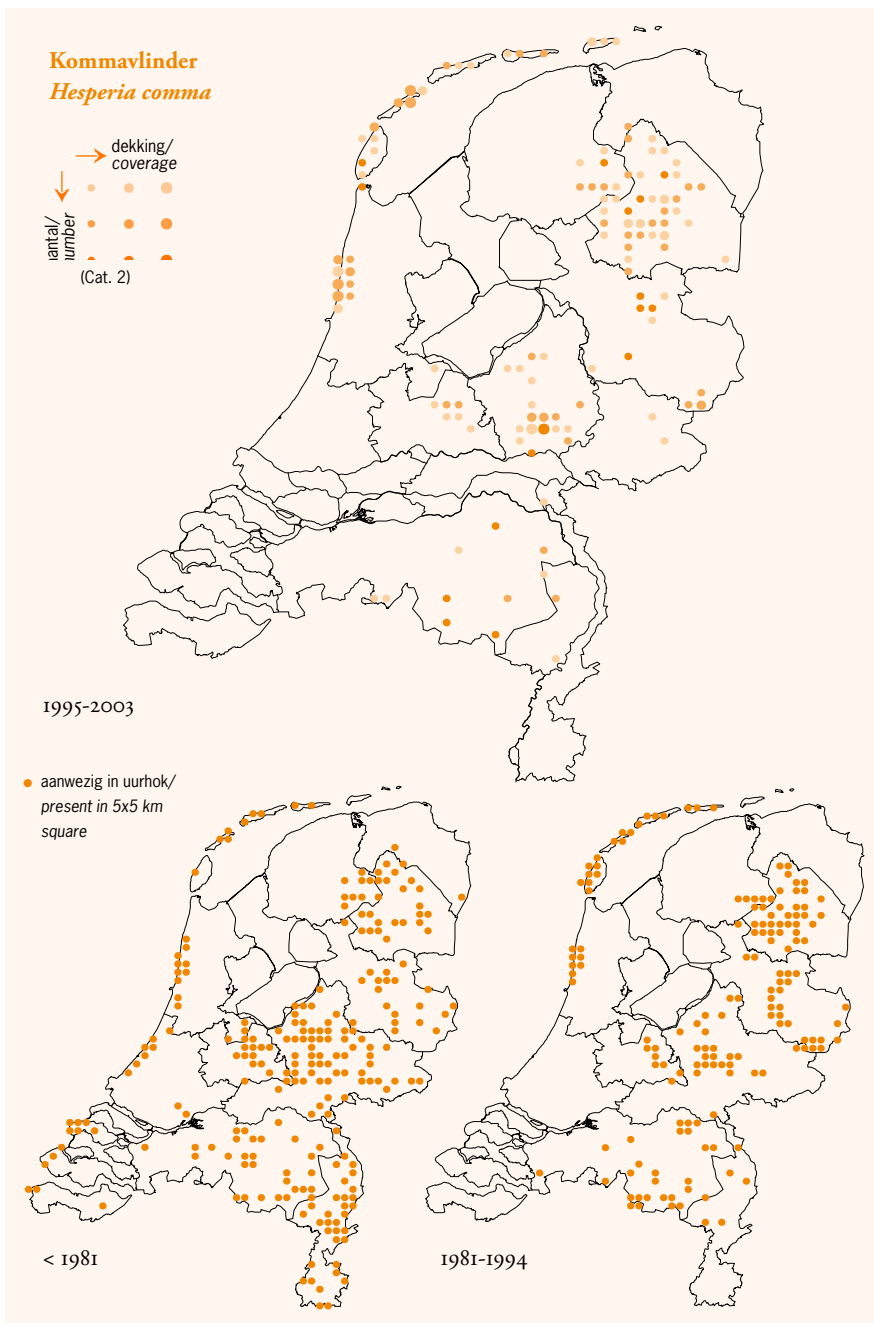 Kommavlinder
Hesperia comma
dekking/
coverage
(Cat. 2)
1995-2003
aanwezig in uurhok/
present in 5x5 km
square
< 1981
1981-1994